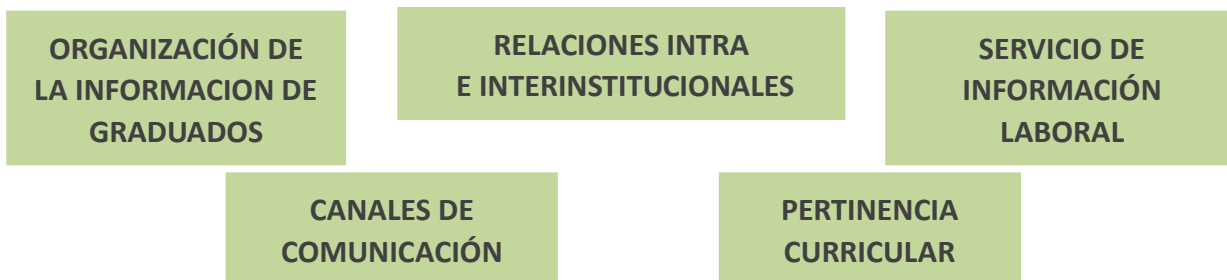 ORGANIZACIÓN DE
LA INFORMACION DE
GRADUADOS
RELACIONES INTRA
E INTERINSTITUCIONALES
SERVICIO DE
INFORMACIÓN
LABORAL
CANALES DE
COMUNICACIÓN
PERTINENCIA
CURRICULAR